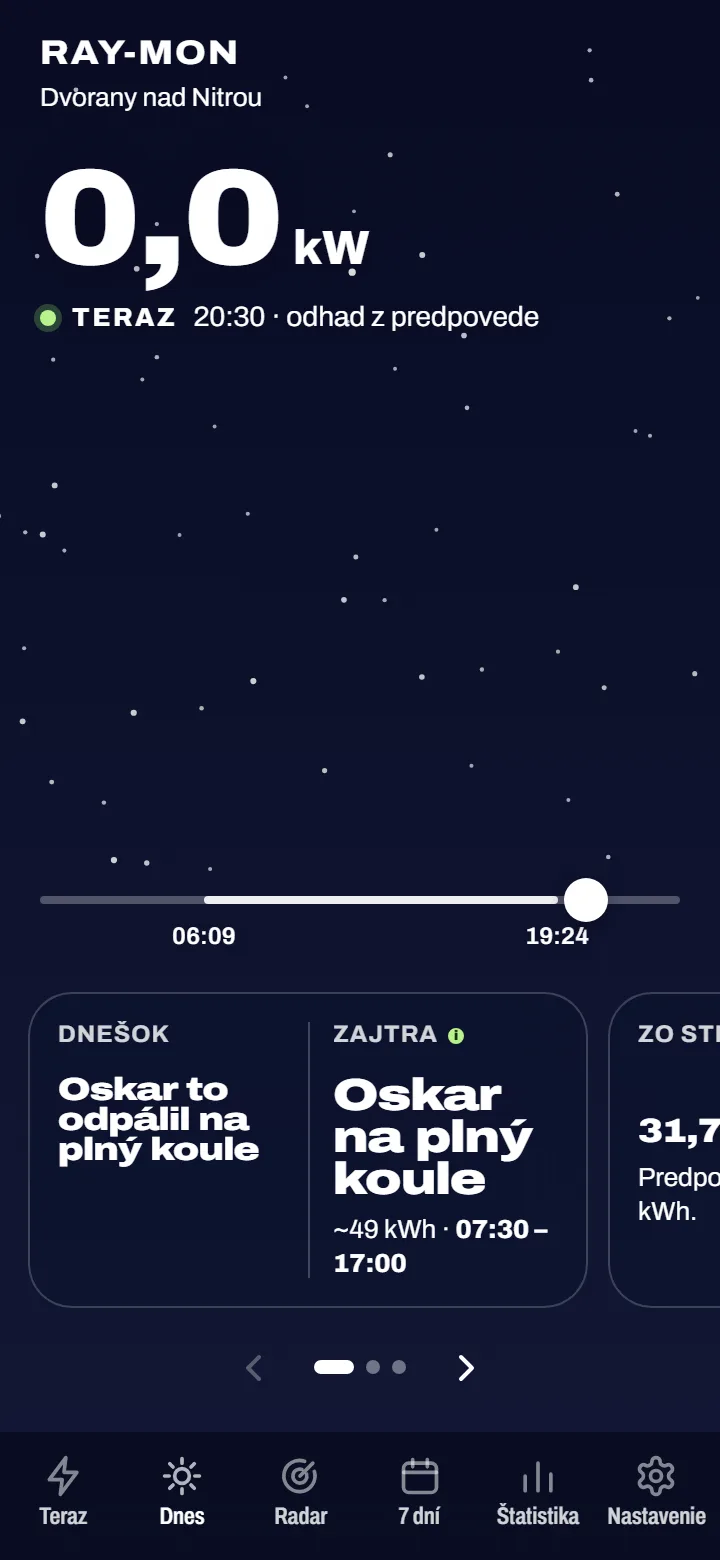 RAY-MON
Dvorany nad Nitrou
0,0 kW
TERAZ 20:30 · odhad z predpovede
06:09 19:24
DNEŠOK
Oskar to
odpálil na
plný koule
ZAJTRA i
Oskar
na plný
koule
~49 kWh · 07:30 –
17:00
ZO
31,7
kWh.
Teraz Dnes Radar 7 dní Štatistika Nastavenie